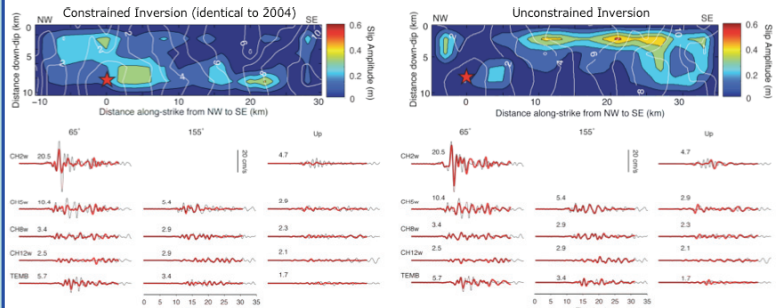 Constrained Inversion (identical to 2004)
NW SE
Distance down-dip (km)
0
5
10
-10 0 10 20 30
Distance along-strike from NW to SE (km)
0.6
0.4
0.2
0
Slip Amplitude (m)
65° 155° Up
20 cm/s
CH2w 20.5 4.7
CH5w 10.4 5.4 2.9
CH8w 3.4 2.9 2.3
CH12w 2.5 2.9 2.1
TEMB 5.7 3.4 1.7
0 5 10 15 20 25 30 35
Unconstrained Inversion
NW SE
Distance down-dip (km)
0
5
10
0 10 20 30
Distance along-strike from NW to SE (km)
0.6
0.4
0.2
0
Slip Amplitude (m)
65° 155° Up
20 cm/s
CH2w 20.5 4.7
CH5w 10.4 5.4 2.9
CH8w 3.4 2.9 2.3
CH12w 2.5 2.9 2.1
TEMB 5.7 3.4 1.7
0 5 10 15 20 25 30 35